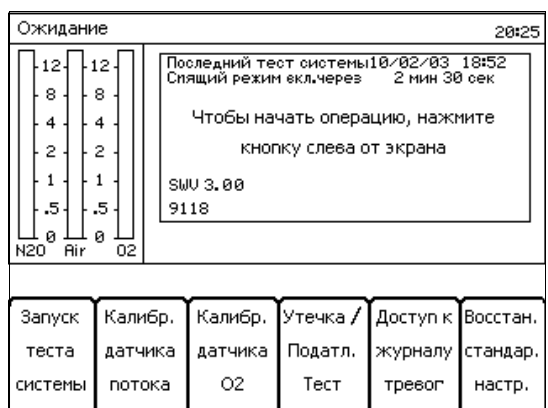 Ожидание 20:25
Последний тест системы10/02/03 18:52
Спящий режим вкл.через 2 мин 30 сек
12 12
8 8
4 4
2 2
1 1
.5 .5
0 0
N2O Air O2
Чтобы начать операцию, нажмите
кнопку слева от экрана
SWV 3.00
9118
Запуск теста системы
Калибр. датчика потока
Калибр. датчика O2
Утечка / Податл. Тест
Доступ к журналу тревог
Восстан. стандар. настр.